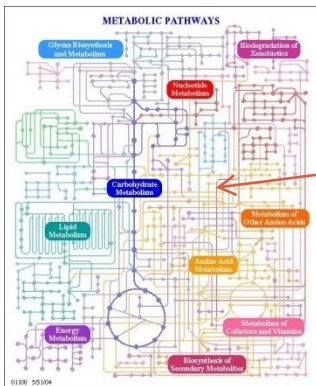 METABOLIC PATHWAYS
Glycan Biosynthesis
and Metabolism
Biodegradation of
Xenobiotics
Nucleotide
Metabolism
Carbohydrate
Metabolism
Metabolism of
Other Amino Acids
Lipid
Metabolism
Amino Acid
Metabolism
Energy
Metabolism
Metabolism of
Cofactors and Vitamins
Biosynthesis of
Secondary Metabolites
01100 5/31/04